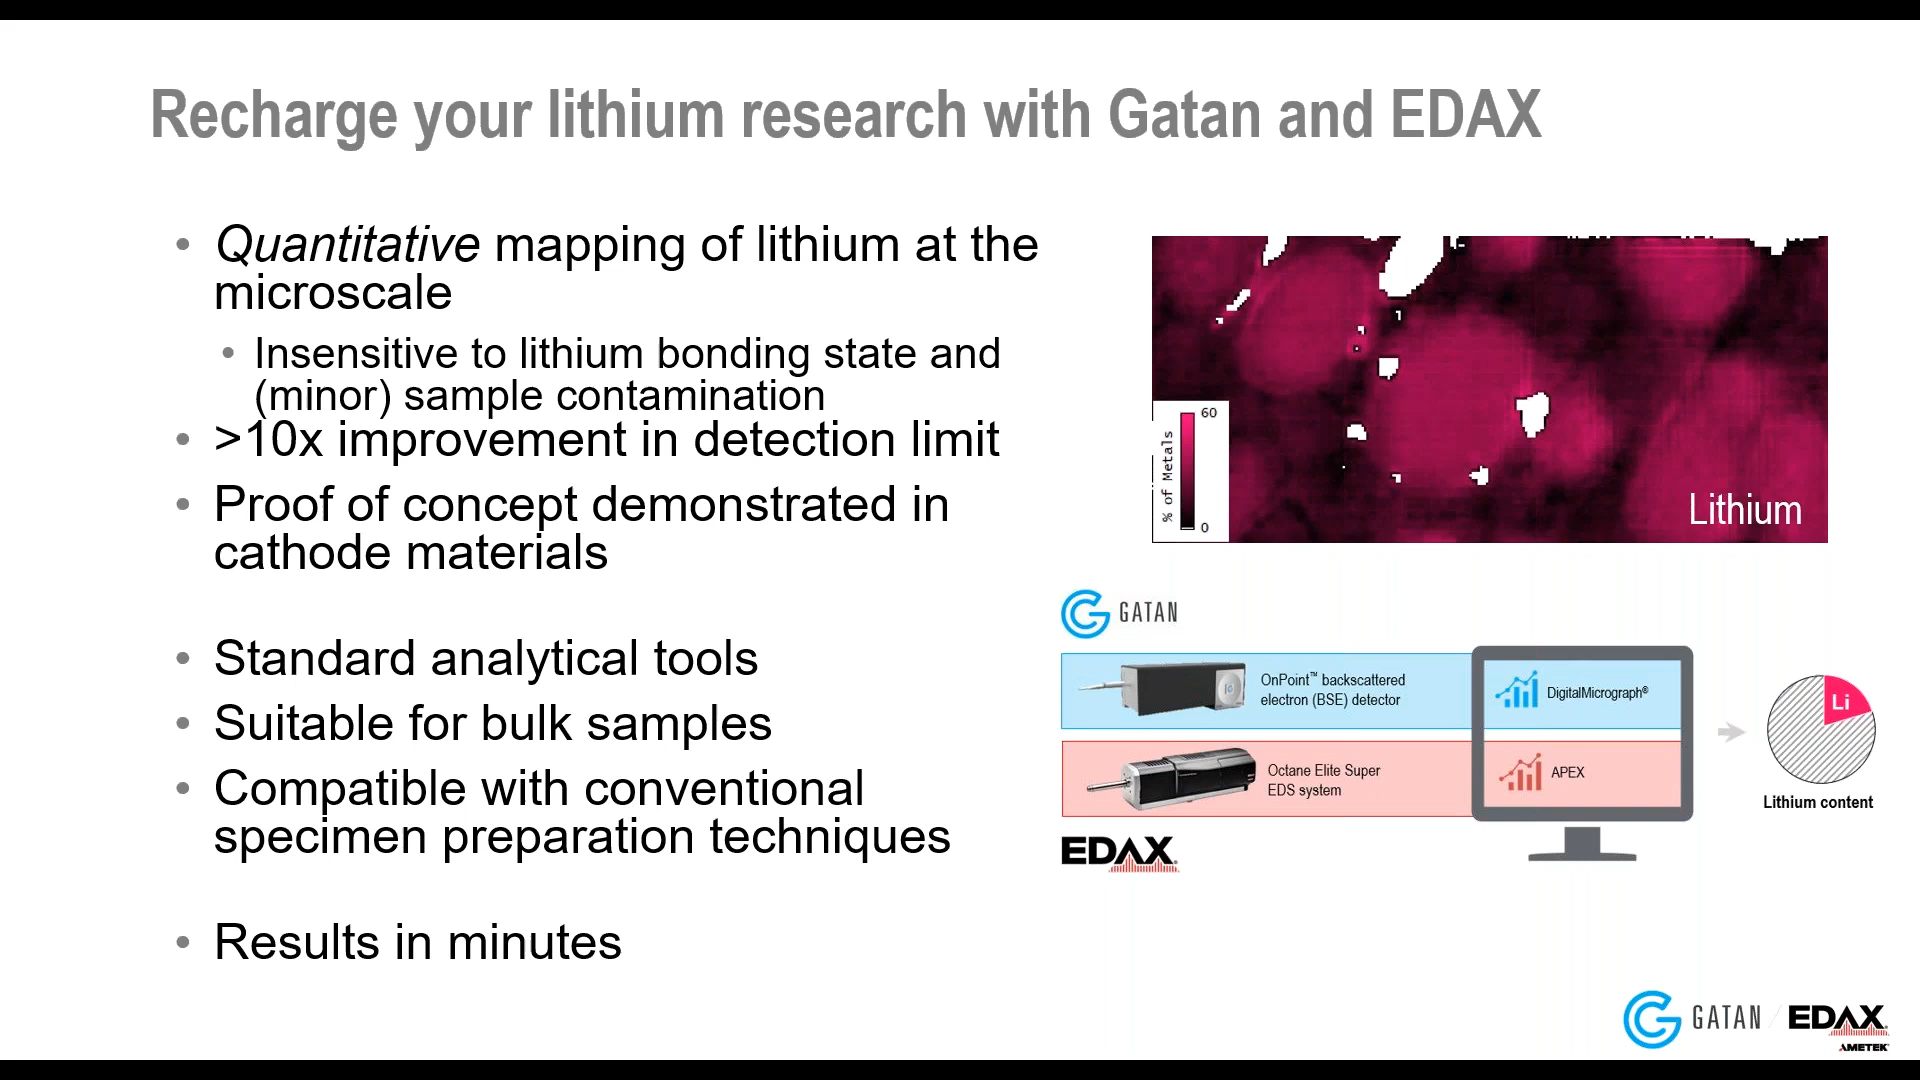 Recharge your lithium research with Gatan and EDAX
• Quantitative mapping of lithium at the
microscale
• Insensitive to lithium bonding state and
(minor) sample contamination
• >10x improvement in detection limit
• Proof of concept demonstrated in
cathode materials
• Standard analytical tools
• Suitable for bulk samples
• Compatible with conventional
specimen preparation techniques
• Results in minutes
60
% of Metals
0
Lithium
GATAN
OnPoint™ backscattered
electron (BSE) detector
DigitalMicrograph®
Octane Elite Super
EDS system
APEX
EDAX
Li
Lithium content
GATAN / EDAX
AMETEK